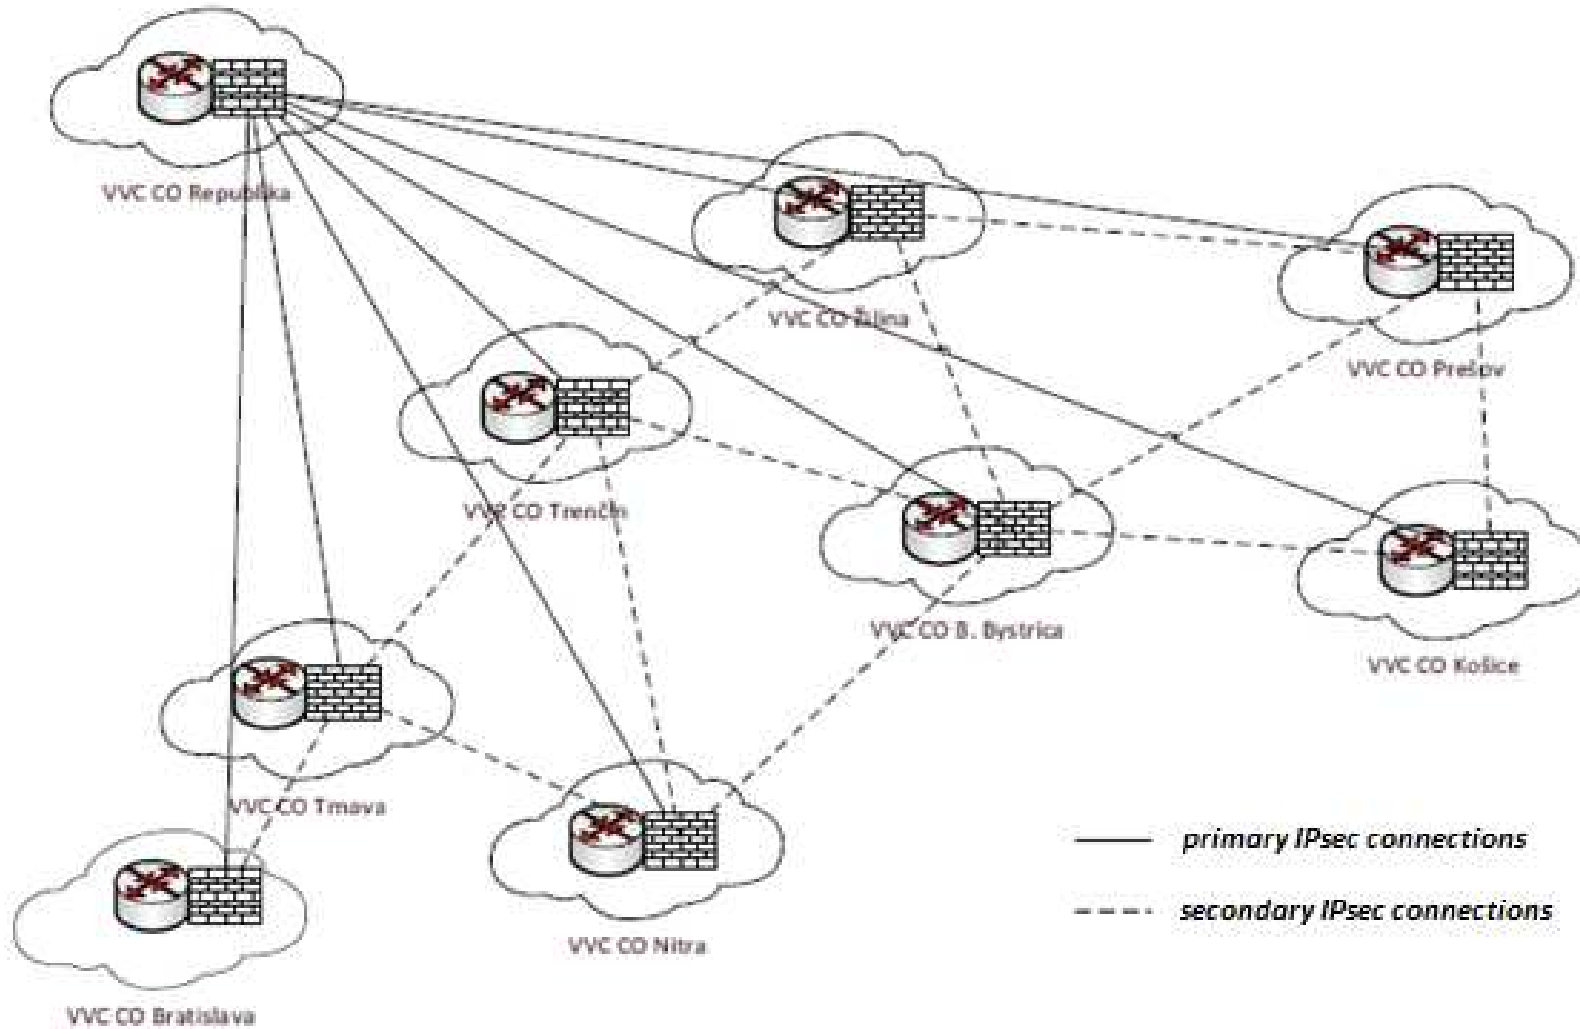 VVC CO Republika
VVC CO Žilina
VVC CO Prešov
VVC CO Trenčín
VVC CO B. Bystrica
VVC CO Košice
VVC CO Trnava
primary IPsec connections
secondary IPsec connections
VVC CO Nitra
VVC CO Bratislava